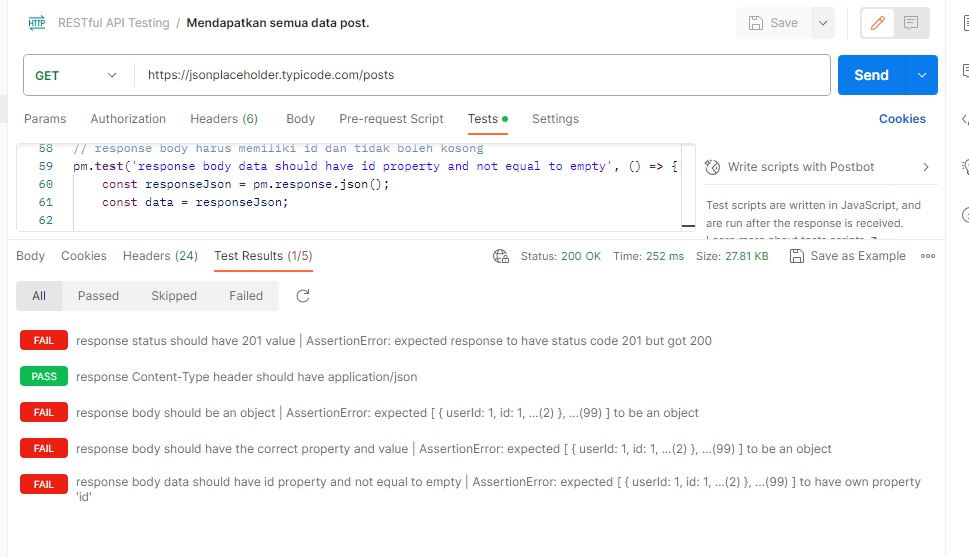 HTTP RESTful API Testing / Mendapatkan semua data post. Save
GET https://jsonplaceholder.typicode.com/posts Send
Params Authorization Headers (6) Body Pre-request Script Tests Settings Cookies
58 // response body harus memiliki id dan tidak boleh kosong
59 pm.test('response body data should have id property and not equal to empty', () => {
60 const responseJson = pm.response.json();
61 const data = responseJson;
62
Write scripts with Postbot
Test scripts are written in JavaScript, and
are run after the response is received.
Learn more about tests scripts ↗
Body Cookies Headers (24) Test Results (1/5) Status: 200 OK Time: 252 ms Size: 27.81 KB Save as Example
All Passed Skipped Failed
FAIL response status should have 201 value | AssertionError: expected response to have status code 201 but got 200
PASS response Content-Type header should have application/json
FAIL response body should be an object | AssertionError: expected [ { userId: 1, id: 1, …(2) }, …(99) ] to be an object
FAIL response body should have the correct property and value | AssertionError: expected [ { userId: 1, id: 1, …(2) }, …(99) ] to be an object
FAIL response body data should have id property and not equal to empty | AssertionError: expected [ { userId: 1, id: 1, …(2) }, …(99) ] to have own property
'id'